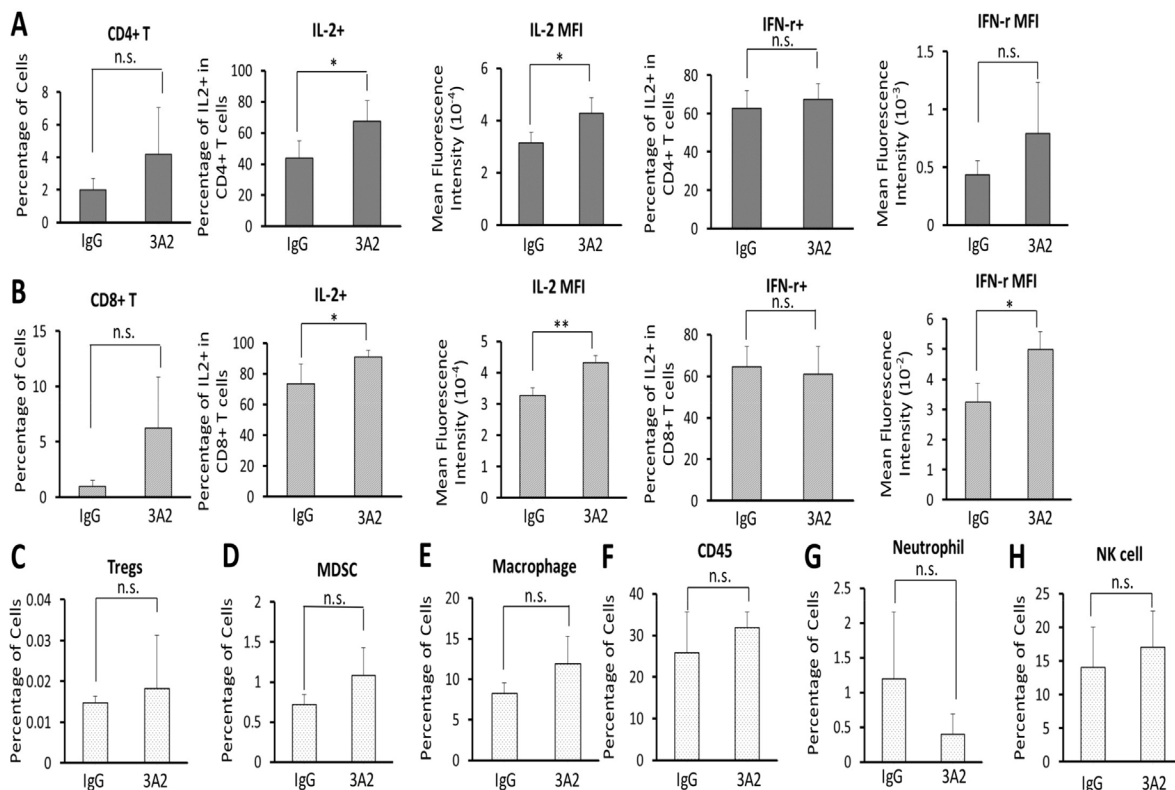 A
CD4+ T
n.s.
Percentage of Cells
8
6
4
2
0
IgG
3A2
IL-2+
*
Percentage of IL2+ in
CD4+ T cells
100
80
60
40
20
0
IgG
3A2
IL-2 MFI
*
Mean Fluorescence
Intensity (10⁻⁴)
6
4
2
0
IgG
3A2
IFN-r+
n.s.
Percentage of IL2+ in
CD4+ T cells
80
60
40
20
0
IgG
3A2
IFN-r MFI
n.s.
Mean Fluorescence
Intensity (10⁻³)
1.5
1
0.5
0
IgG
3A2
B
CD8+ T
n.s.
Percentage of Cells
15
10
5
0
IgG
3A2
IL-2+
*
Percentage of IL2+ in
CD8+ T cells
100
80
60
40
20
0
IgG
3A2
IL-2 MFI
**
Mean Fluorescence
Intensity (10⁻⁴)
5
4
3
2
1
0
IgG
3A2
IFN-r+
n.s.
Percentage of IL2+ in
CD8+ T cells
80
60
40
20
0
IgG
3A2
IFN-r MFI
*
Mean Fluorescence
Intensity (10⁻²)
6
5
4
3
2
1
0
IgG
3A2
C
Tregs
n.s.
Percentage of Cells
0.04
0.03
0.02
0.01
0
IgG
3A2
D
MDSC
n.s.
Percentage of Cells
2
1.5
1
0.5
0
IgG
3A2
E
Macrophage
n.s.
Percentage of Cells
20
15
10
5
0
IgG
3A2
F
CD45
n.s.
Percentage of Cells
40
30
20
10
0
IgG
3A2
G
Neutrophil
n.s.
Percentage of Cells
2.5
2
1.5
1
0.5
0
IgG
3A2
H
NK cell
n.s.
Percentage of Cells
30
25
20
15
10
5
0
IgG
3A2